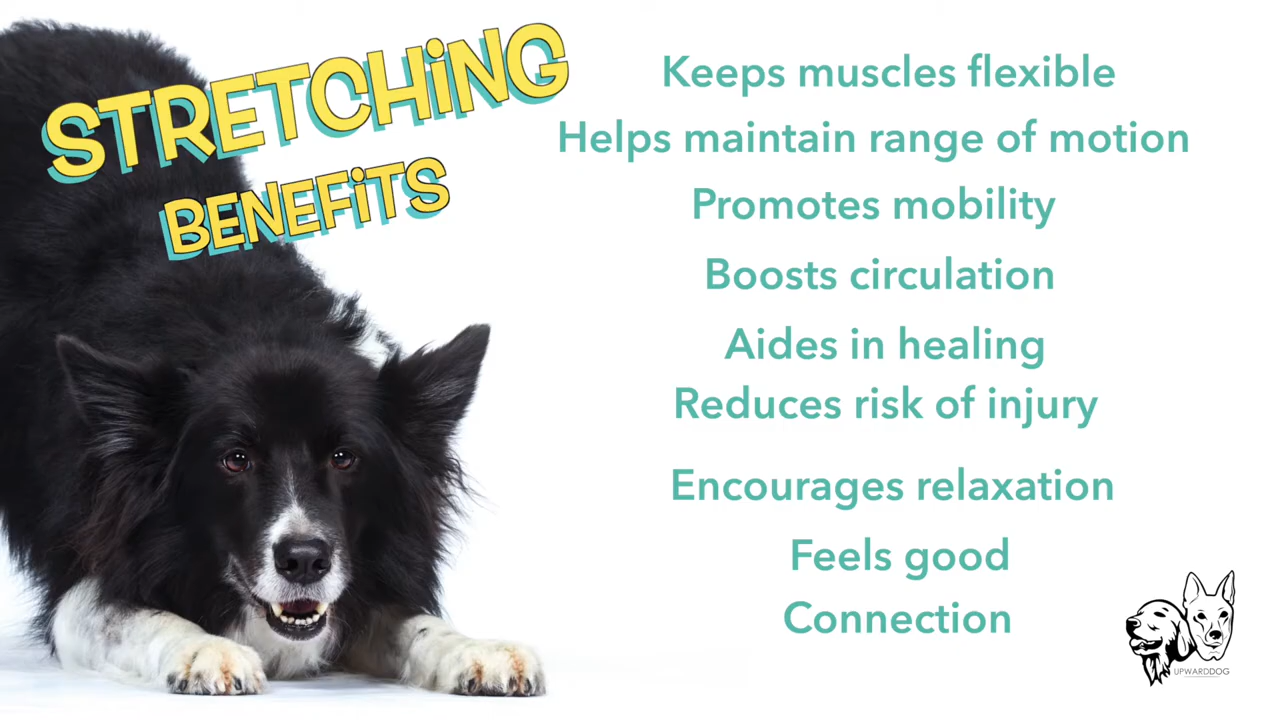 STRETCHiNG
BENEFiTS
Keeps muscles flexible
Helps maintain range of motion
Promotes mobility
Boosts circulation
Aides in healing
Reduces risk of injury
Encourages relaxation
Feels good
Connection
UPWARDDOG